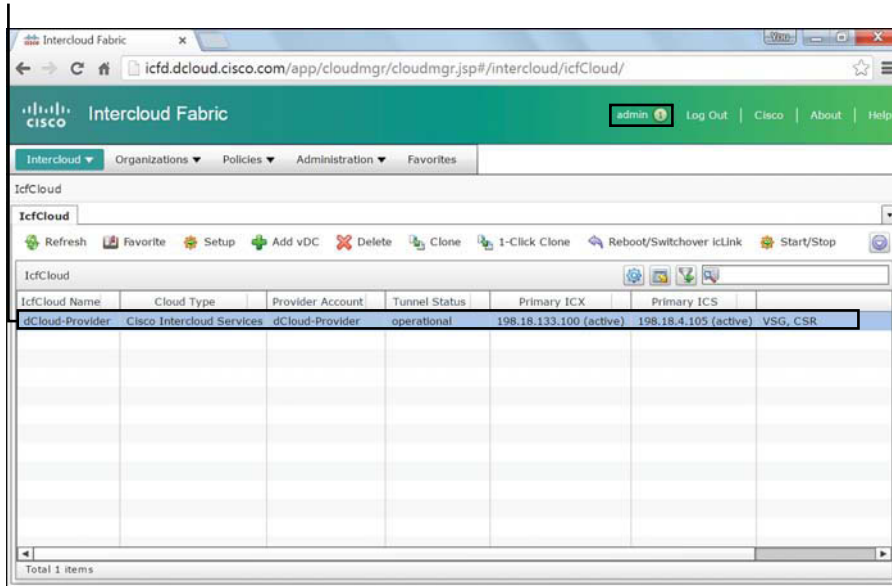 Intercloud Fabric
icfd.dcloud.cisco.com/app/cloudmgr/cloudmgr.jsp#/intercloud/icfCloud/
CISCO Intercloud Fabric admin 1 Log Out | Cisco | About | Help
Intercloud Organizations Policies Administration Favorites
IcfCloud
IcfCloud
Refresh Favorite Setup Add vDC Delete Clone 1-Click Clone Reboot/Switchover icLink Start/Stop
IcfCloud
IcfCloud Name Cloud Type Provider Account Tunnel Status Primary ICX Primary ICS
dCloud-Provider Cisco Intercloud Services dCloud-Provider operational 198.18.133.100 (active) 198.18.4.105 (active) VSG, CSR
Total 1 items